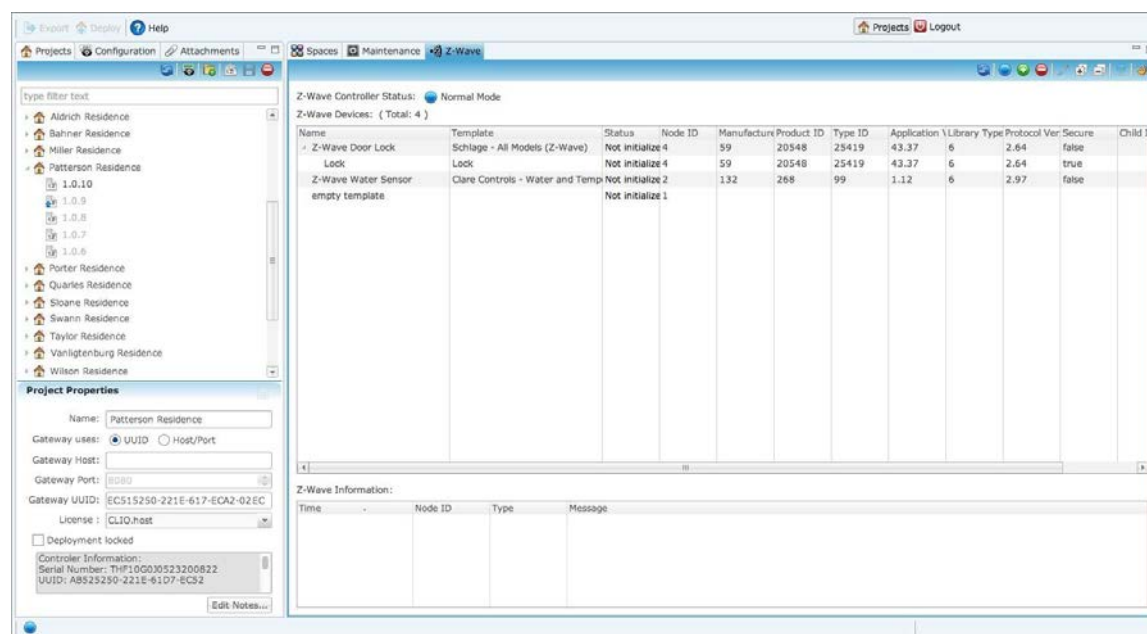 Export Deploy Help Projects Logout
Projects Configuration Attachments
Spaces Maintenance Z-Wave
type filter text
Aldrich Residence
Bahner Residence
Miller Residence
Patterson Residence
1.0.10
1.0.9
1.0.8
1.0.7
1.0.6
Porter Residence
Quarles Residence
Sloane Residence
Swann Residence
Taylor Residence
Vanligtenburg Residence
Wilson Residence
Project Properties
Name: Patterson Residence
Gateway uses: UUID Host/Port
Gateway Host:
Gateway Port: 8080
Gateway UUID: EC515250-221E-617-ECA2-02EC
License : CLIQ.host
Deployment locked
Controler Information:
Serial Number: THF10G0J0523200822
UUID: AB525250-221E-61D7-EC52
Edit Notes...
Z-Wave Controller Status: Normal Mode
Z-Wave Devices: ( Total: 4 )
Name Template Status Node ID Manufacture Product ID Type ID Application V Library Type Protocol Ver Secure Child I
Z-Wave Door Lock Schlage - All Models (Z-Wave) Not initialize 4 59 20548 25419 43.37 6 2.64 false
Lock Lock Not initialize 4 59 20548 25419 43.37 6 2.64 true
Z-Wave Water Sensor Clare Controls - Water and Temp Not initialize 2 132 268 99 1.12 6 2.97 false
empty template Not initialize 1
Z-Wave Information:
Time Node ID Type Message